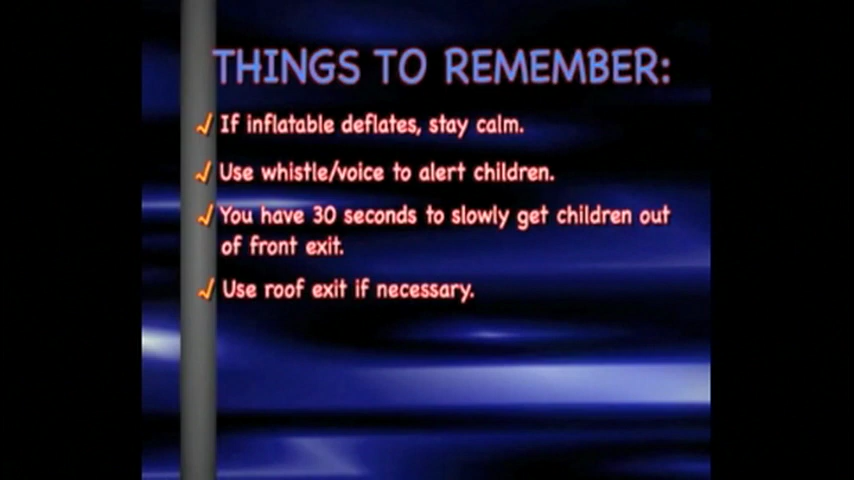 THINGS TO REMEMBER:
If inflatable deflates, stay calm.
Use whistle/voice to alert children.
You have 30 seconds to slowly get children out
of front exit.
Use roof exit if necessary.